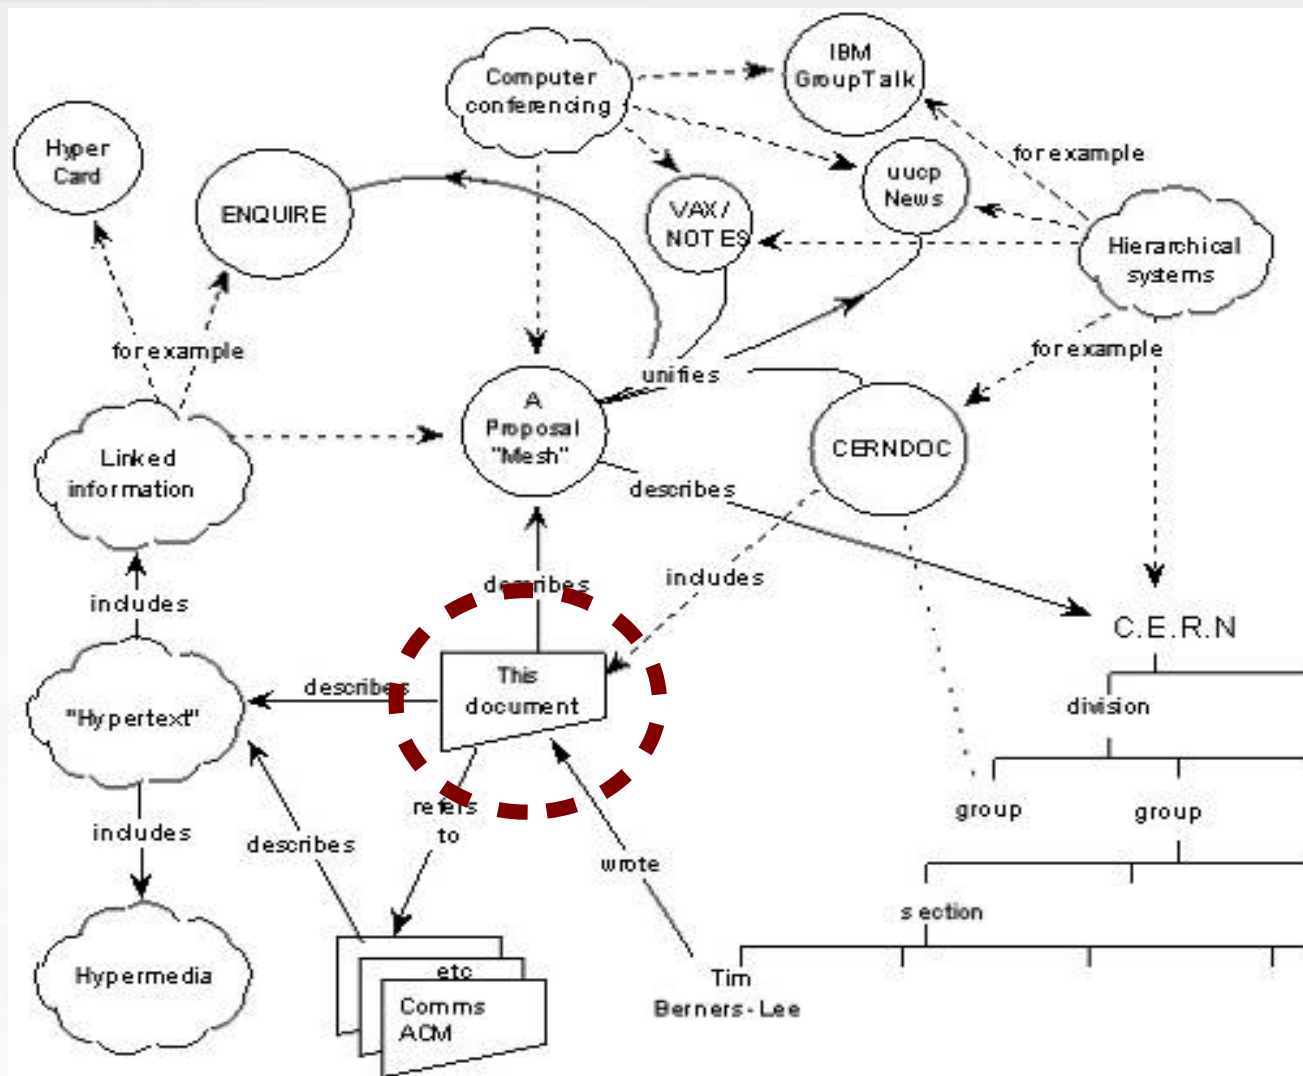 IBM
GroupTalk
Computer
conferencing
Hyper
Card
for example
uucp
News
ENQUIRE
VAX/
NOTES
Hierarchical
systems
for example
for example
unifies
A
Proposal
"Mesh"
CERNDOC
Linked
information
describes
includes
describes
includes
C.E.R.N
describes
This
document
"Hypertext"
division
refers
to
group
group
includes
describes
wrote
section
etc
Hypermedia
Comms
ACM
Tim
Berners-Lee